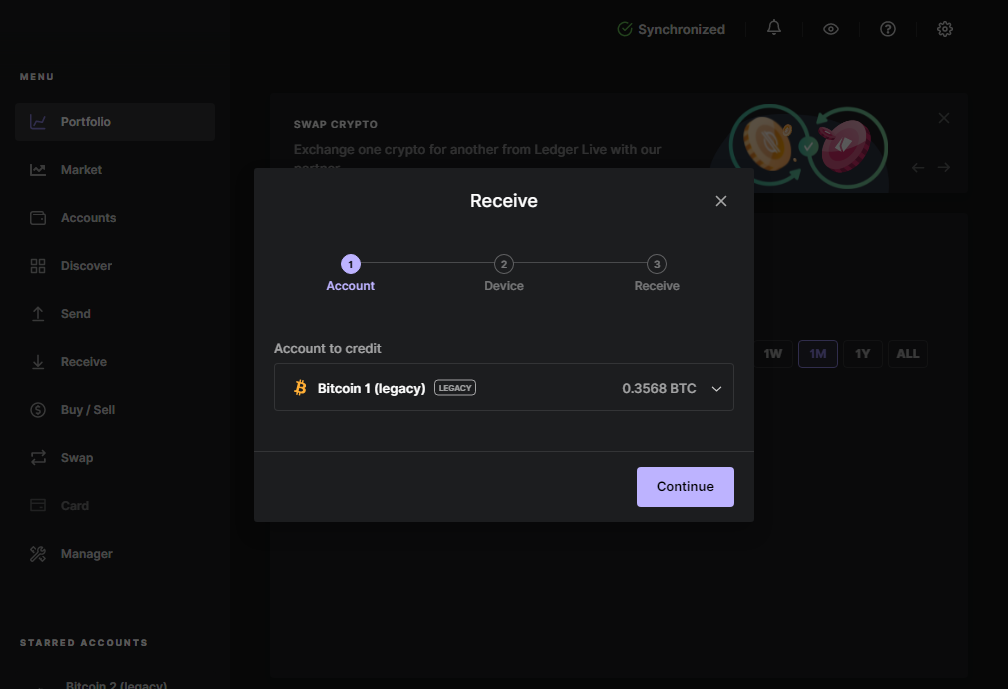 Synchronized
MENU
Portfolio
Market
Accounts
Discover
Send
Receive
Buy / Sell
Swap
Card
Manager
STARRED ACCOUNTS
Bitcoin 2 (legacy)
SWAP CRYPTO
Exchange one crypto for another from Ledger Live with our
partner
1W
1M
1Y
ALL
Receive
1
2
3
Account
Device
Receive
Account to credit
Bitcoin 1 (legacy) LEGACY 0.3568 BTC
Continue